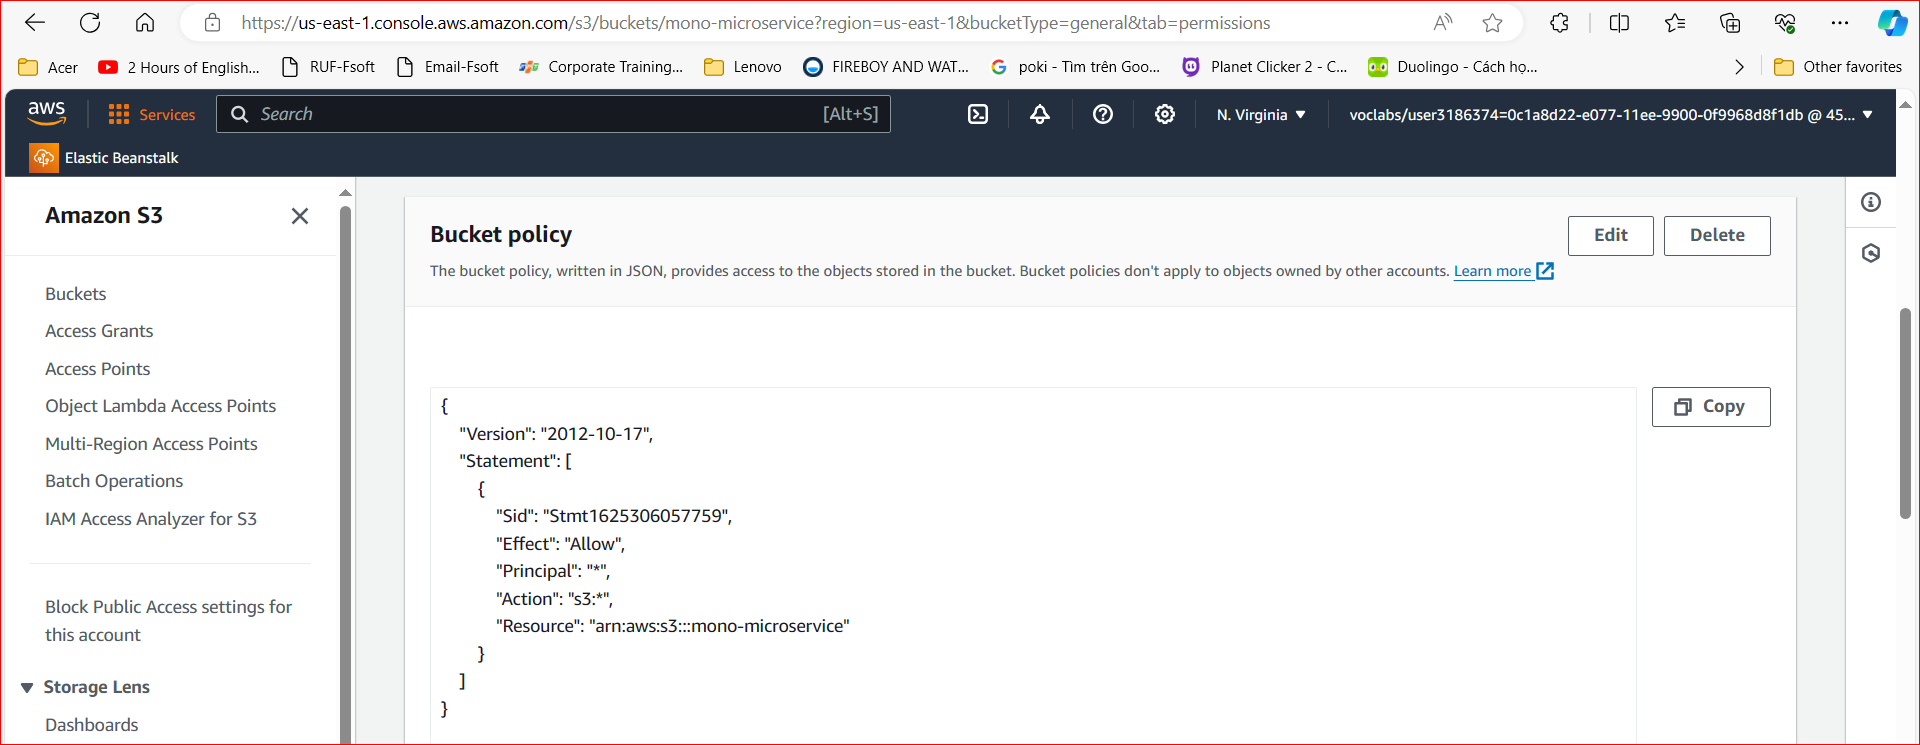 https://us-east-1.console.aws.amazon.com/s3/buckets/mono-microservice?region=us-east-1&bucketType=general&tab=permissions
Acer 2 Hours of English... RUF-Fsoft Email-Fsoft Corporate Training... Lenovo FIREBOY AND WAT... poki - Tìm trên Goo... Planet Clicker 2 - C... Duolingo - Cách họ... Other favorites
aws Services Search [Alt+S] N. Virginia voclabs/user3186374=0c1a8d22-e077-11ee-9900-0f9968d8f1db @ 45...
Elastic Beanstalk
Amazon S3
Buckets
Access Grants
Access Points
Object Lambda Access Points
Multi-Region Access Points
Batch Operations
IAM Access Analyzer for S3
Block Public Access settings for
this account
Storage Lens
Dashboards
Bucket policy
Edit Delete
The bucket policy, written in JSON, provides access to the objects stored in the bucket. Bucket policies don't apply to objects owned by other accounts. Learn more
Copy
{
"Version": "2012-10-17",
"Statement": [
{
"Sid": "Stmt1625306057759",
"Effect": "Allow",
"Principal": "*",
"Action": "s3:*",
"Resource": "arn:aws:s3:::mono-microservice"
}
]
}